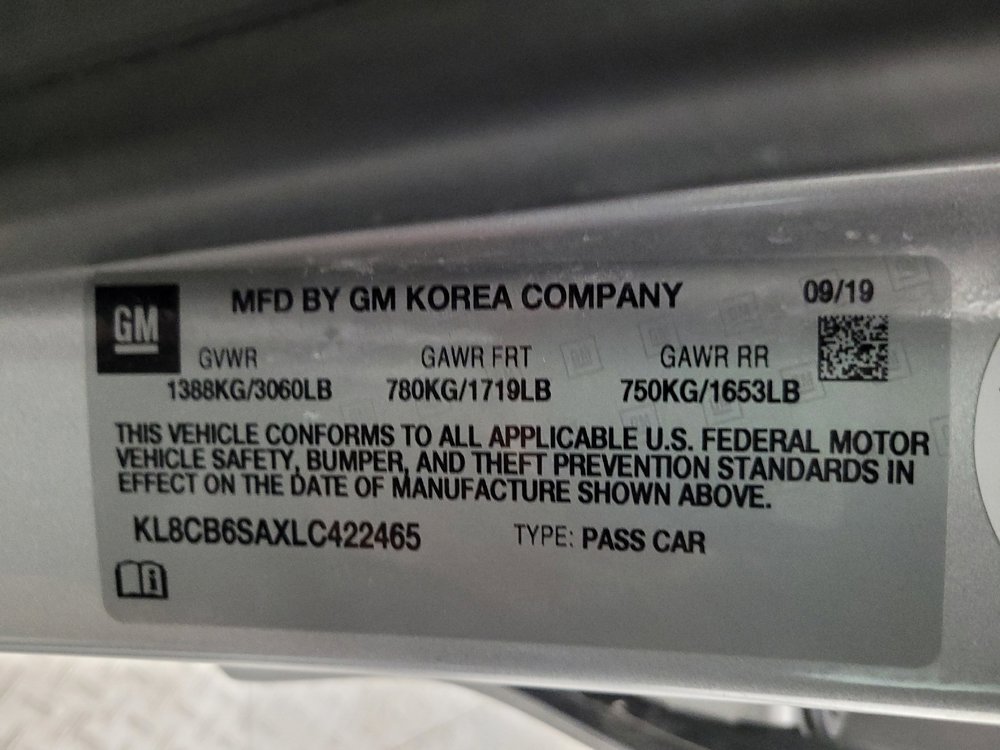 GM
MFD BY GM KOREA COMPANY
09/19
GVWR GAWR FRT GAWR RR
1388KG/3060LB 780KG/1719LB 750KG/1653LB
THIS VEHICLE CONFORMS TO ALL APPLICABLE U.S. FEDERAL MOTOR
VEHICLE SAFETY, BUMPER, AND THEFT PREVENTION STANDARDS IN
EFFECT ON THE DATE OF MANUFACTURE SHOWN ABOVE.
KL8CB6SAXLC422465 TYPE: PASS CAR